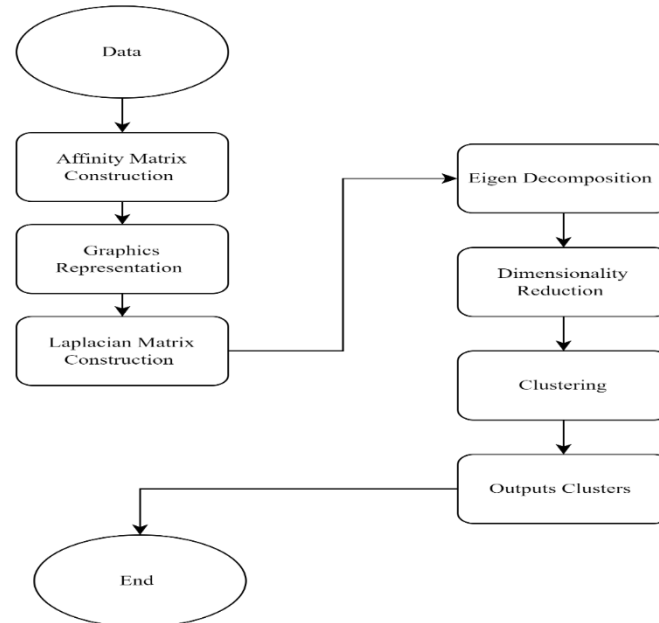 Data
Affinity Matrix
Construction
Graphics
Representation
Laplacian Matrix
Construction
Eigen Decomposition
Dimensionality
Reduction
Clustering
Outputs Clusters
End